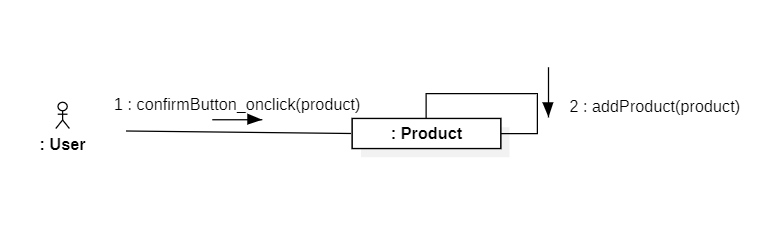 1 : confirmButton_onclick(product)
2 : addProduct(product)
: Product
: User